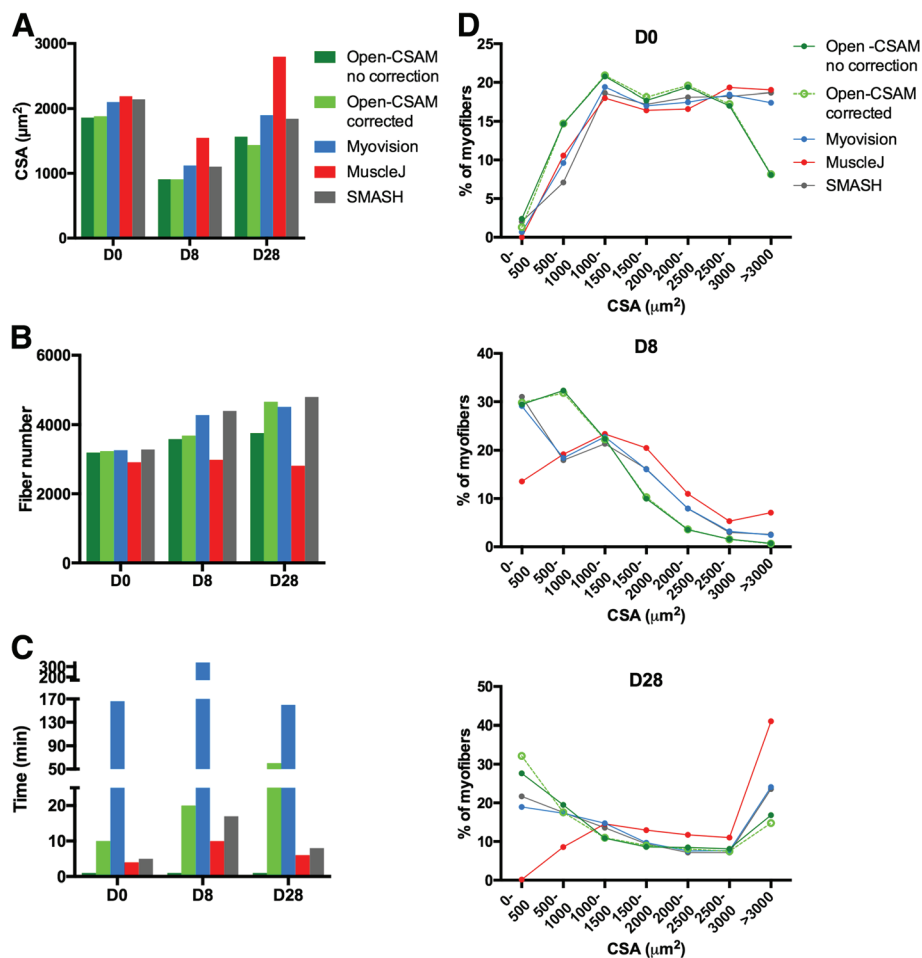 A
3000
2000
1000
0
CSA (µm²)
D0 D8 D28
Open-CSAM
no correction
Open-CSAM
corrected
Myovision
MuscleJ
SMASH
B
6000
4000
2000
0
Fiber number
D0 D8 D28
C
300
200
170
130
90
50
20
10
0
Time (min)
D0 D8 D28
D
D0
25
20
15
10
5
0
% of myofibers
0-500 500-1000 1000-1500 1500-2000 2000-2500 2500-3000 >3000
CSA (µm²)
Open -CSAM
no correction
Open-CSAM
corrected
Myovision
MuscleJ
SMASH
D8
40
30
20
10
0
% of myofibers
0-500 500-1000 1000-1500 1500-2000 2000-2500 2500-3000 >3000
CSA (µm²)
D28
50
40
30
20
10
0
% of myofibers
0-500 500-1000 1000-1500 1500-2000 2000-2500 2500-3000 >3000
CSA (µm²)